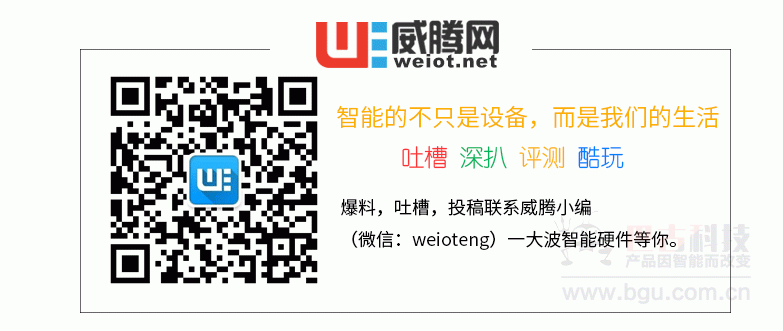 威腾网
weiot.net
智能的不只是设备，而是我们的生活
吐槽 深扒 评测 酷玩
爆料，吐槽，投稿联系威腾小编
（微信：weioteng）一大波智能硬件等你。
科技
产品因智能而改变
www.bgu.com.cn